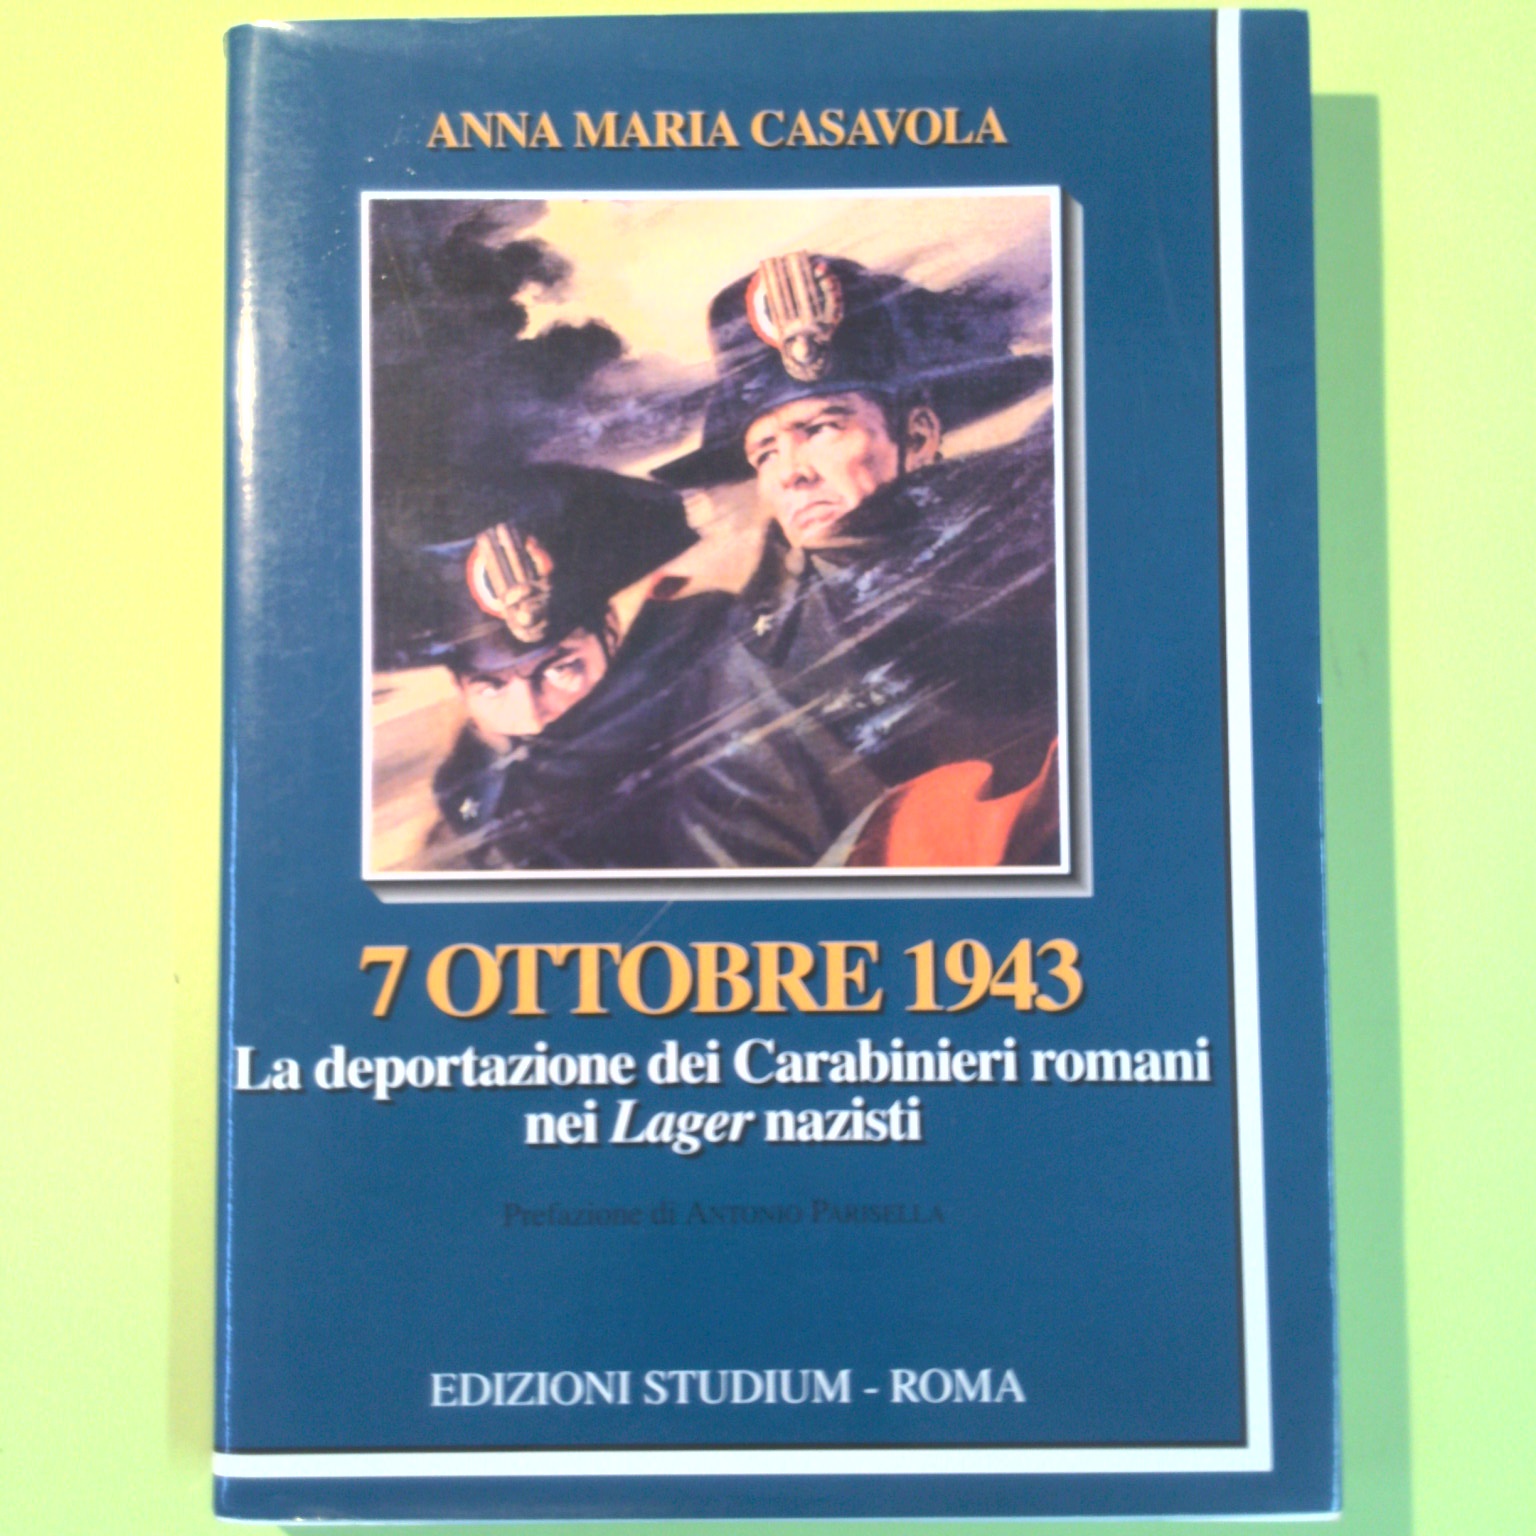 ANNA MARIA CASAVOLA
7 OTTOBRE 1943
La deportazione dei Carabinieri romani
nei Lager nazisti
Prefazione di ANTONIO PARISELLA
EDIZIONI STUDIUM - ROMA